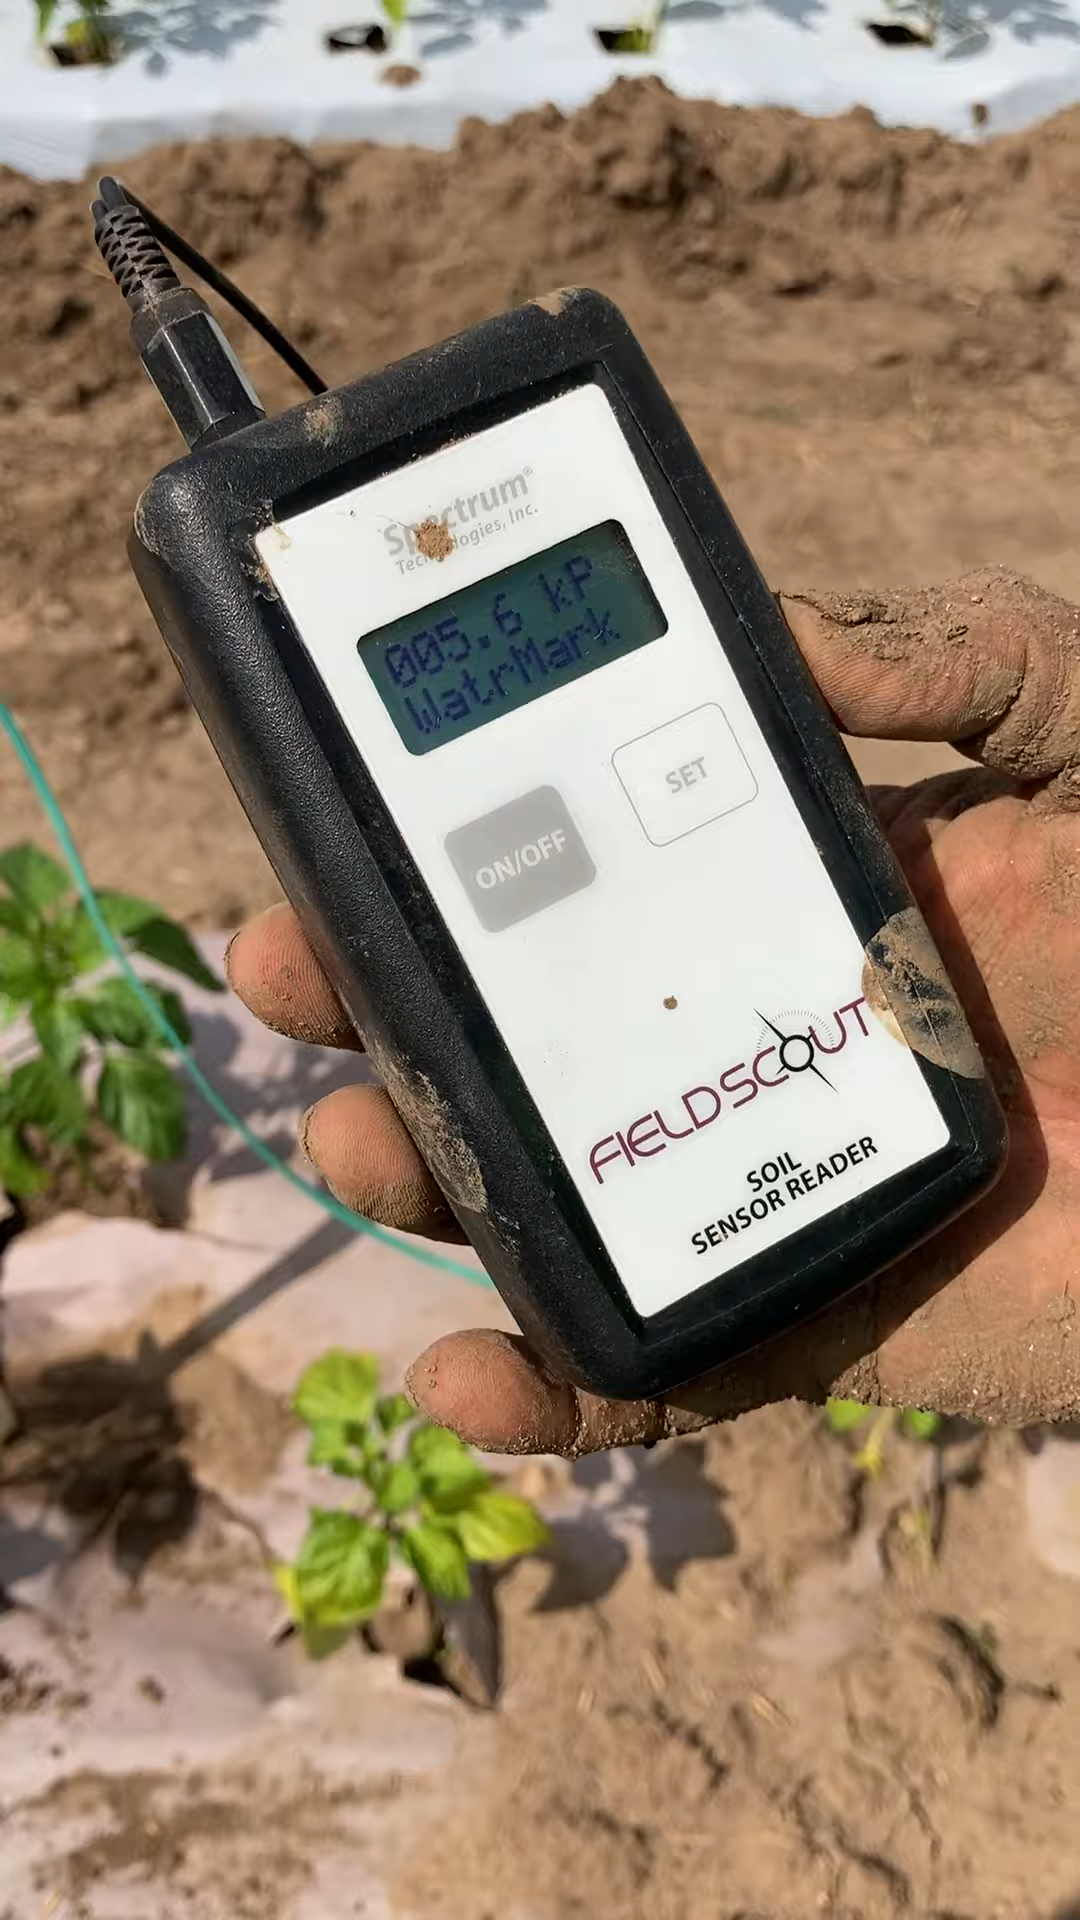 Spectrum®
Technologies, Inc.
005.6 kP
WatrMark
SET
ON/OFF
FIELDSCOUT
SOIL
SENSOR READER